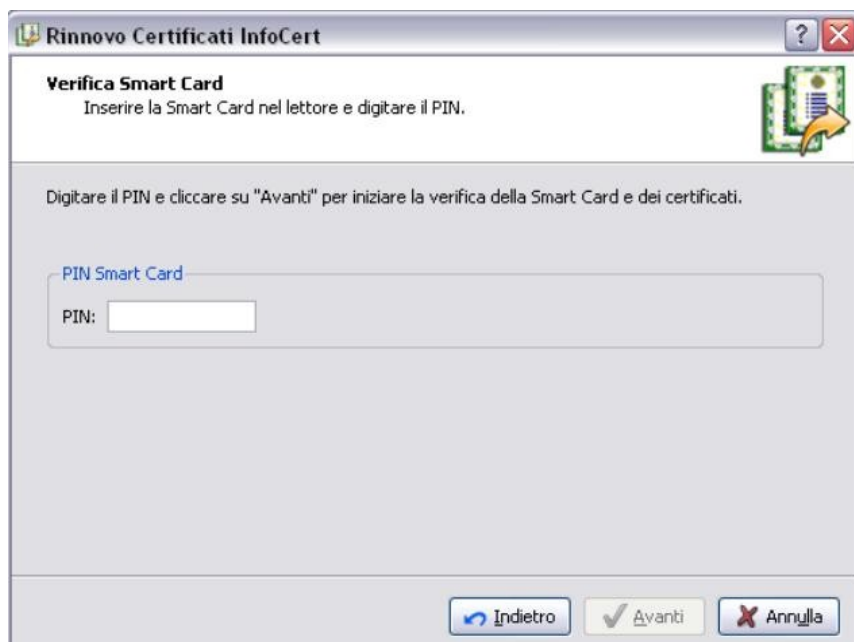 Rinnovo Certificati InfoCert
Verifica Smart Card
Inserire la Smart Card nel lettore e digitare il PIN.
Digitare il PIN e cliccare su "Avanti" per iniziare la verifica della Smart Card e dei certificati.
PIN Smart Card
PIN:
Indietro
Avanti
Annulla